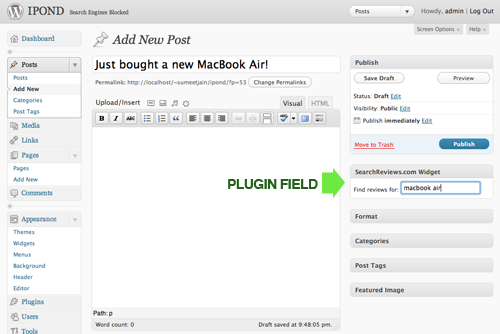 IPOND Search Engines Blocked
Posts
Howdy, admin | Log Out
Screen Options
Help
Dashboard
Posts
Posts
Add New
Categories
Post Tags
Media
Links
Pages
Pages
Add New
Comments
Appearance
Themes
Widgets
Menus
Background
Header
Editor
Plugins
Users
Tools
Add New Post
Just bought a new MacBook Air!
Permalink: http://localhost/~sumeetjain/ipond/?p=53 Change Permalinks
Upload/Insert
Visual
HTML
B I ABC
Path: p
Word count: 0
Draft saved at 9:48:05 pm.
PLUGIN FIELD
Publish
Save Draft
Preview
Status: Draft Edit
Visibility: Public Edit
Publish immediately Edit
Move to Trash
Publish
SearchReviews.com Widget
Find reviews for: macbook air
Format
Categories
Post Tags
Featured Image